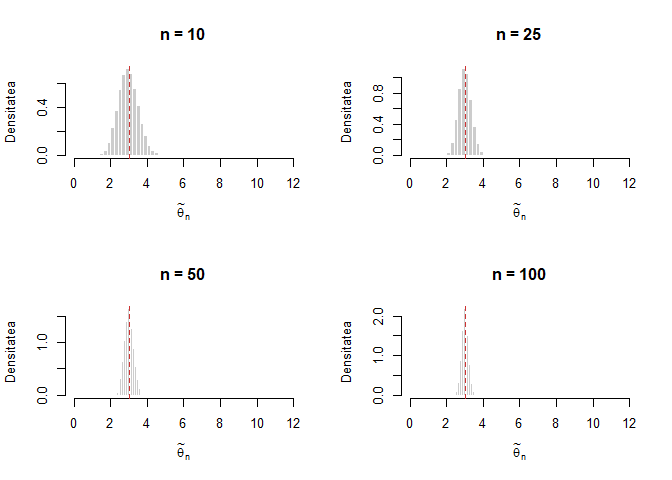 n = 10
Densitatea
0.0 0.4
0 2 4 6 8 10 12
θ̃n
n = 25
Densitatea
0.0 0.4 0.8
0 2 4 6 8 10 12
θ̃n
n = 50
Densitatea
0.0 1.0
0 2 4 6 8 10 12
θ̃n
n = 100
Densitatea
0.0 1.0 2.0
0 2 4 6 8 10 12
θ̃n